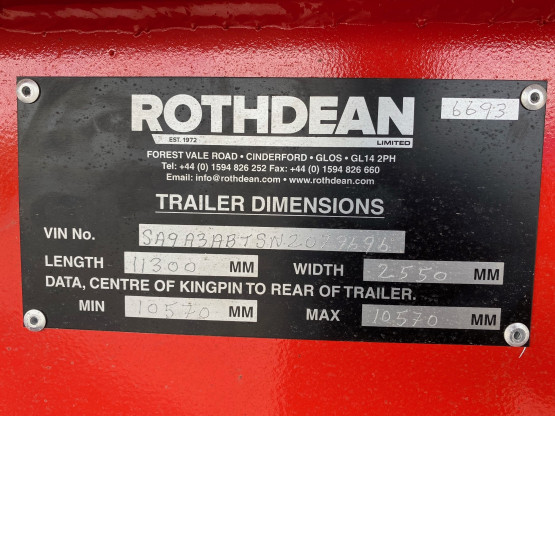 ROTHDEAN
6693
EST. 1972 LIMITED
FOREST VALE ROAD • CINDERFORD • GLOS • GL14 2PH
Tel: +44 (0) 1594 826 252 Fax: +44 (0) 1594 826 660
Email: info@rothdean.com • www.rothdean.com
TRAILER DIMENSIONS
VIN No.
LENGTH 11300 MM WIDTH 2550 MM
DATA, CENTRE OF KINGPIN TO REAR OF TRAILER.
MIN 10570 MM MAX 10570 MM